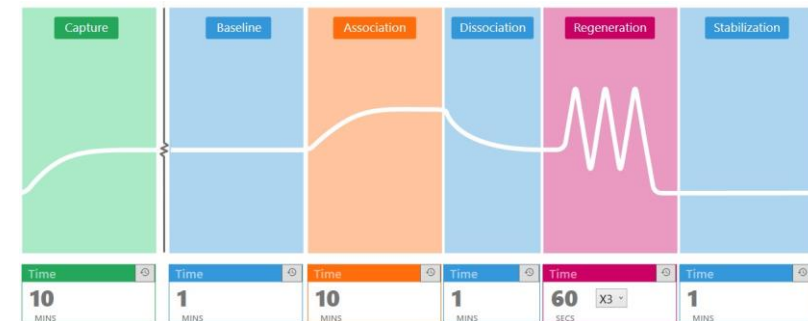 Capture Baseline Association Dissociation Regeneration Stabilization
Time Time Time Time Time Time
10 1 10 1 60 X3 1
MINS MINS MINS MINS SECS MINS